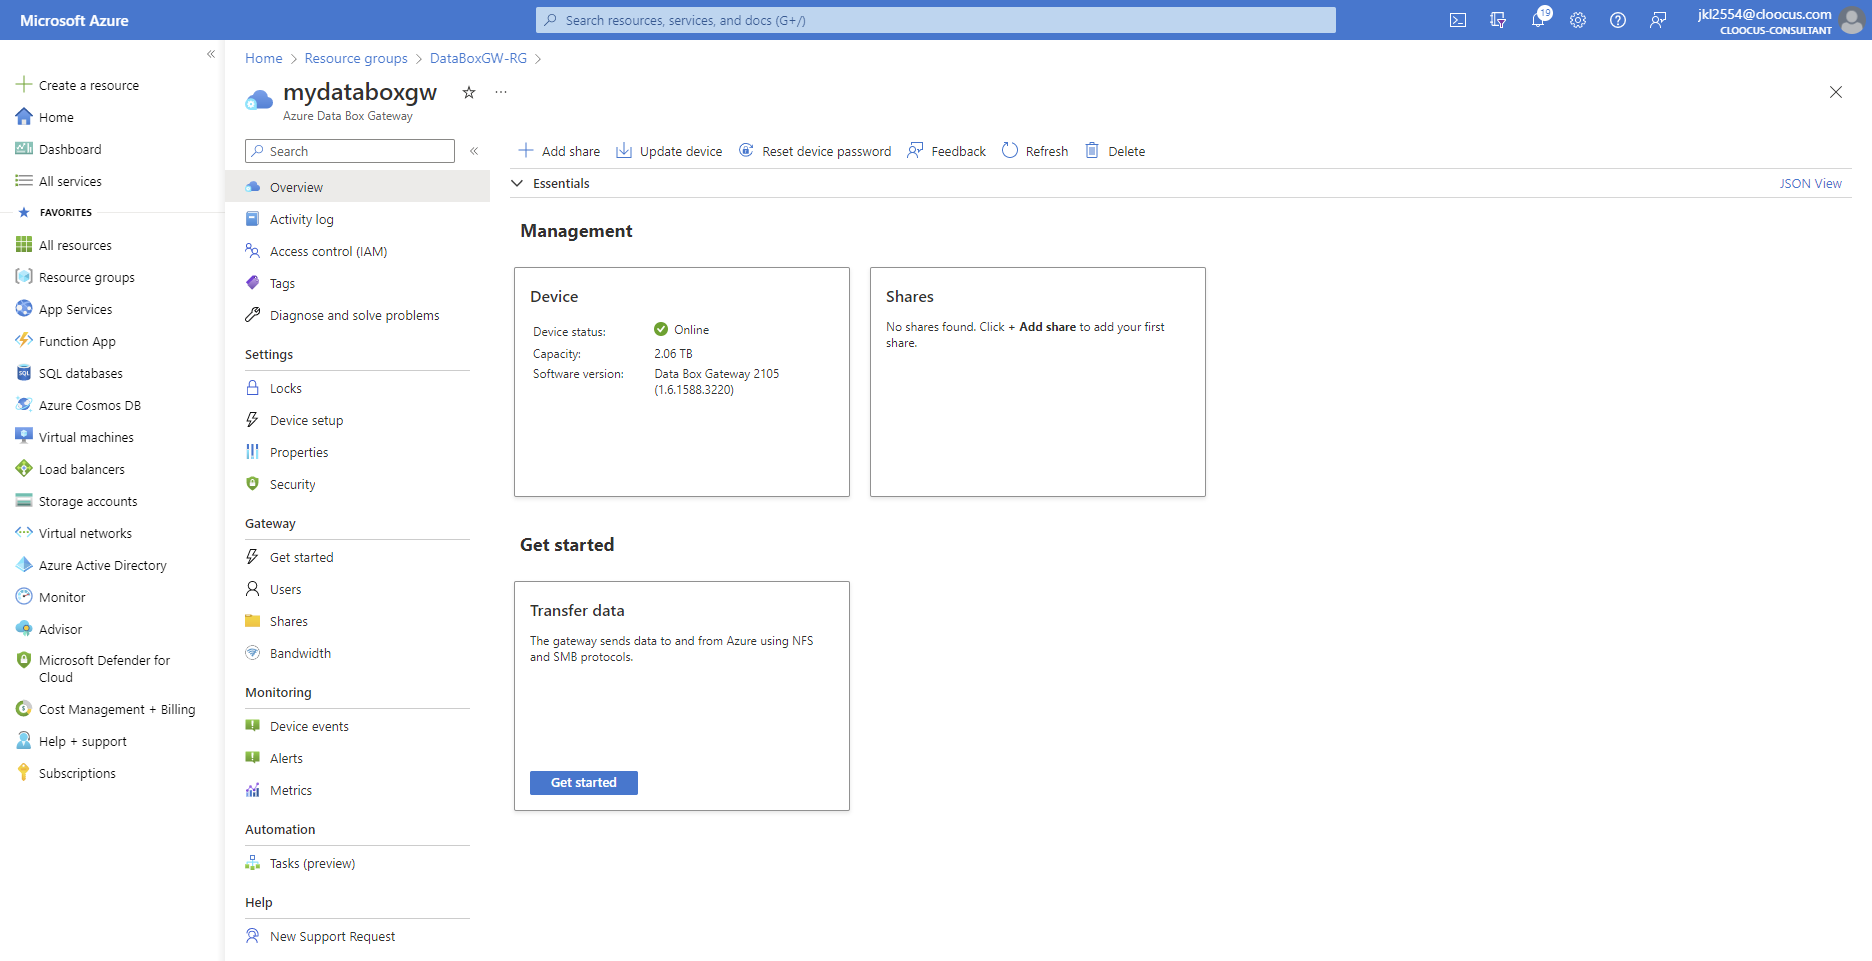 Microsoft Azure
Search resources, services, and docs (G+/)
19
jkl2554@cloocus.com
CLOOCUS-CONSULTANT
Create a resource
Home
Dashboard
All services
FAVORITES
All resources
Resource groups
App Services
Function App
SQL databases
Azure Cosmos DB
Virtual machines
Load balancers
Storage accounts
Virtual networks
Azure Active Directory
Monitor
Advisor
Microsoft Defender for
Cloud
Cost Management + Billing
Help + support
Subscriptions
Home > Resource groups > DataBoxGW-RG >
mydataboxgw
Azure Data Box Gateway
Search
Overview
Activity log
Access control (IAM)
Tags
Diagnose and solve problems
Settings
Locks
Device setup
Properties
Security
Gateway
Get started
Users
Shares
Bandwidth
Monitoring
Device events
Alerts
Metrics
Automation
Tasks (preview)
Help
New Support Request
Add share Update device Reset device password Feedback Refresh Delete
Essentials
JSON View
Management
Device
Device status: Online
Capacity: 2.06 TB
Software version: Data Box Gateway 2105
(1.6.1588.3220)
Shares
No shares found. Click + Add share to add your first
share.
Get started
Transfer data
The gateway sends data to and from Azure using NFS
and SMB protocols.
Get started